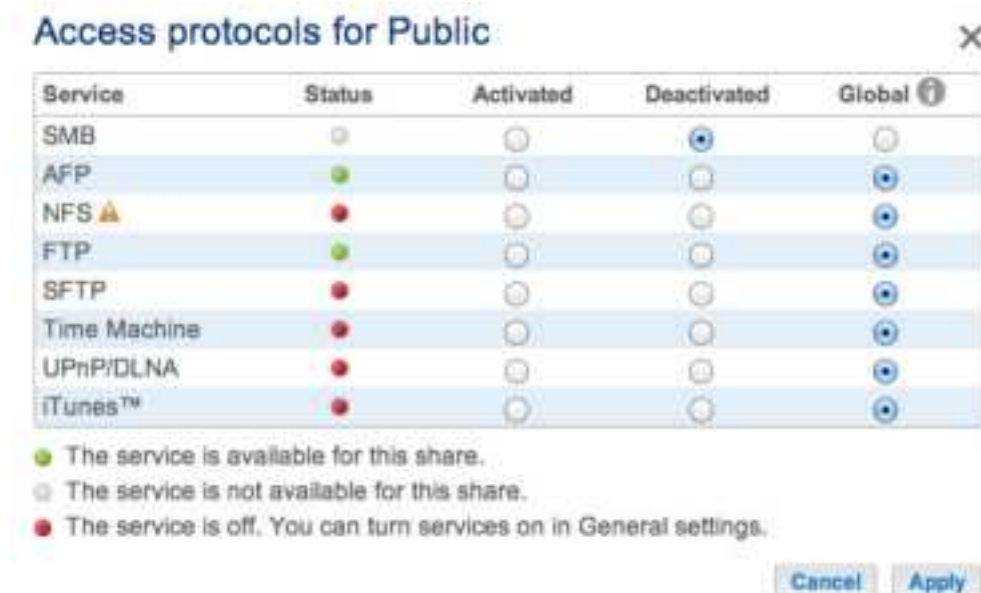 Access protocols for Public
Service Status Activated Deactivated Global
SMB
AFP
NFS
FTP
SFTP
Time Machine
UPnP/DLNA
iTunes™
The service is available for this share.
The service is not available for this share.
The service is off. You can turn services on in General settings.
Cancel Apply